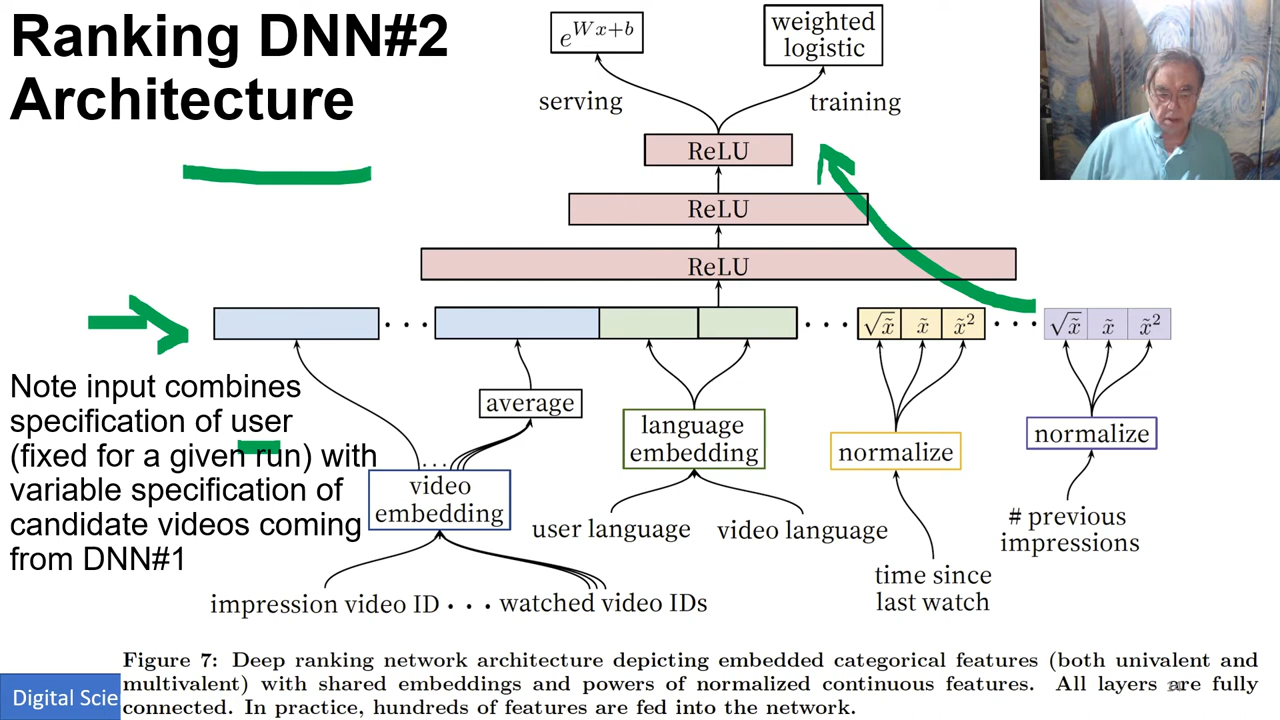 Ranking DNN#2
Architecture
e^{Wx+b}
weighted
logistic
serving
training
ReLU
ReLU
ReLU
√x̃ x̃ x̃²
√x̃ x̃ x̃²
Note input combines
specification of user
(fixed for a given run) with
variable specification of
candidate videos coming
from DNN#1
average
language
embedding
normalize
normalize
video
embedding
user language
video language
# previous
impressions
time since
last watch
impression video ID
watched video IDs
Figure 7: Deep ranking network architecture depicting embedded categorical features (both univalent and
multivalent) with shared embeddings and powers of normalized continuous features. All layers are fully
connected. In practice, hundreds of features are fed into the network.
Digital Scie